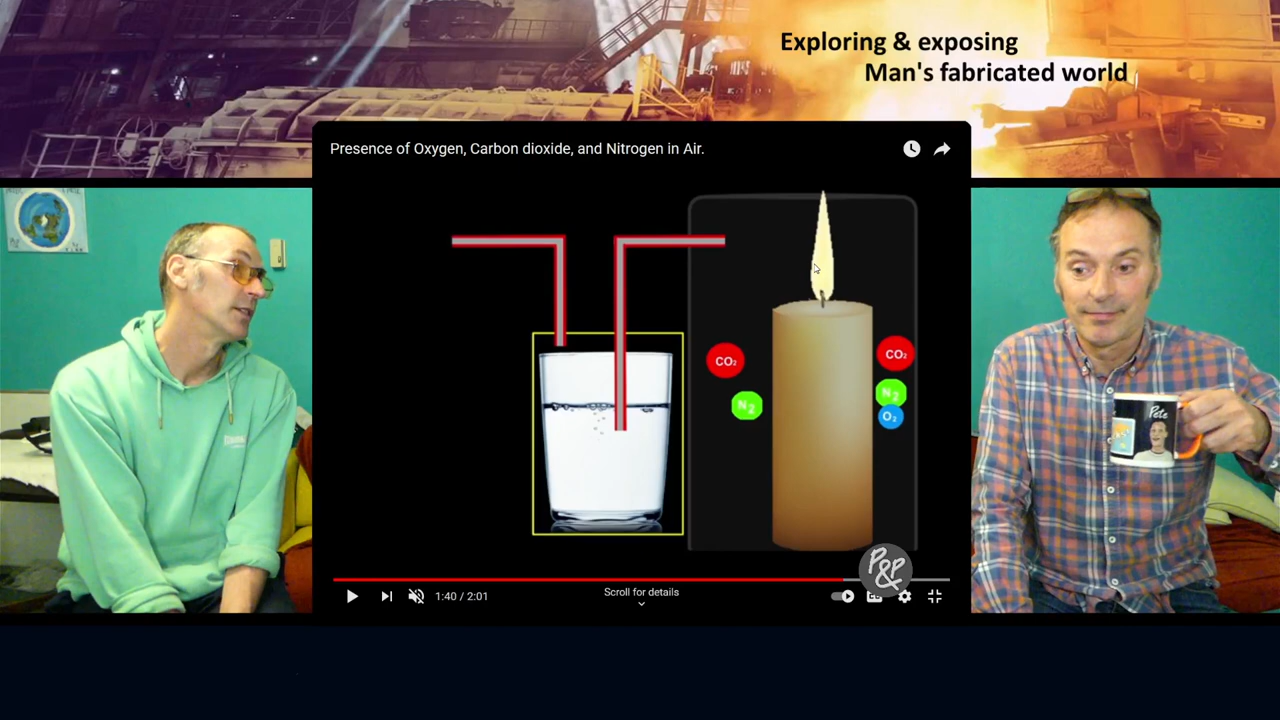 Exploring & exposing
Man's fabricated world
Presence of Oxygen, Carbon dioxide, and Nitrogen in Air.
CO₂
CO₂
N₂
N₂
O₂
Pete
P&P
1:40 / 2:01
Scroll for details